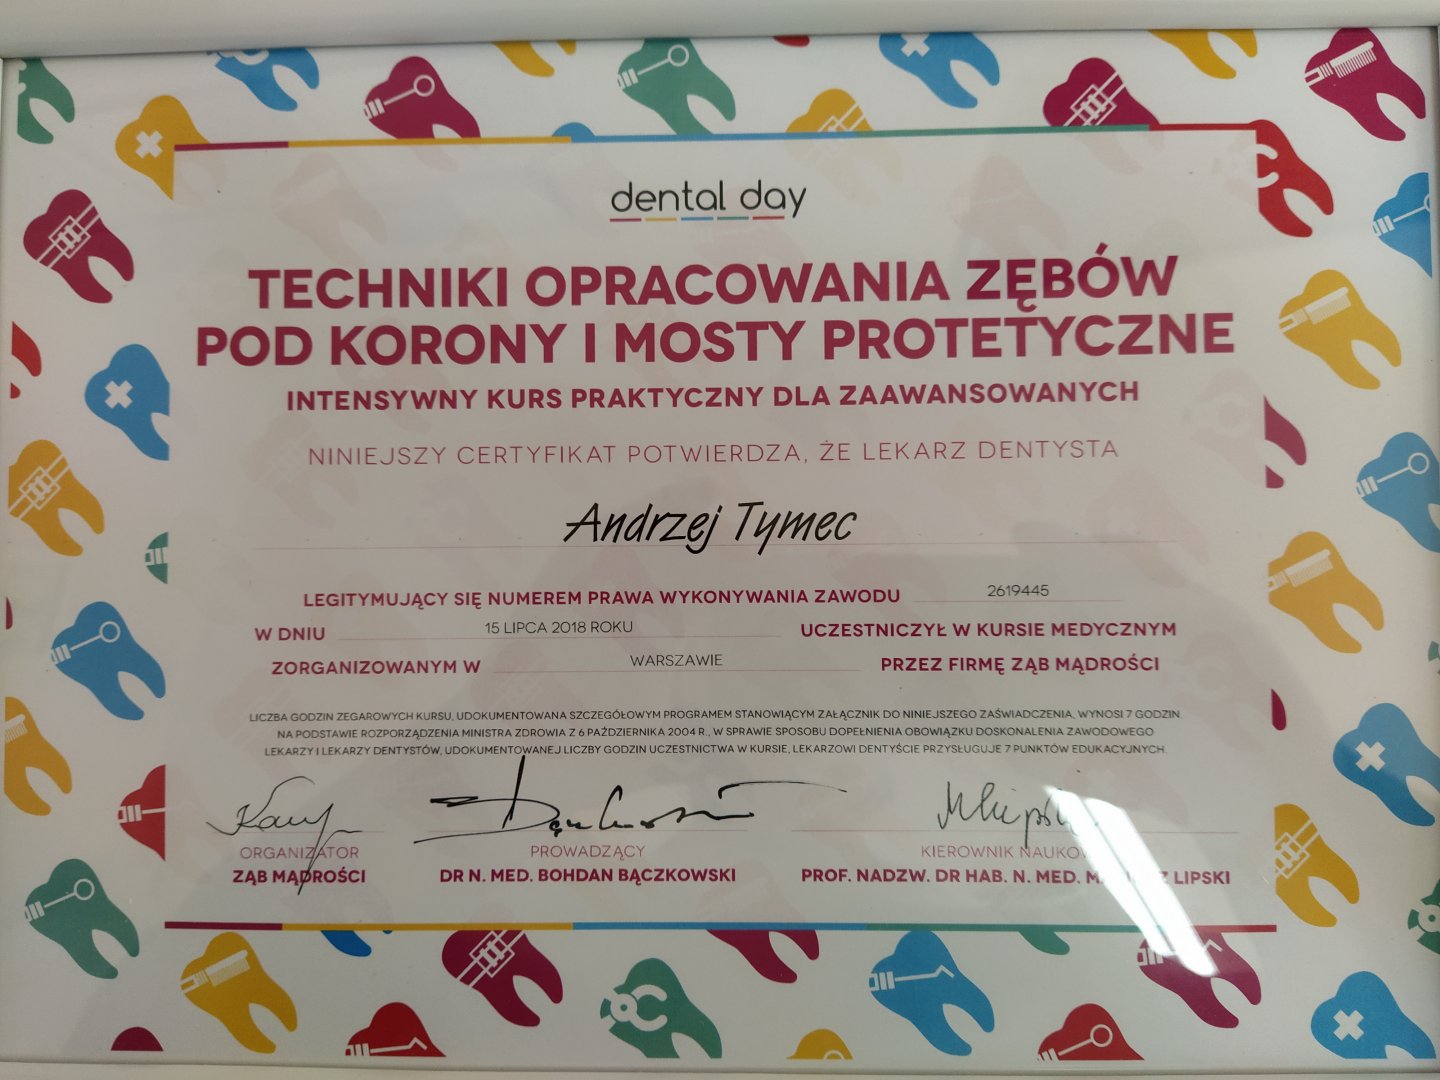 dental day
TECHNIKI OPRACOWANIA ZĘBÓW
POD KORONY I MOSTY PROTETYCZNE
INTENSYWNY KURS PRAKTYCZNY DLA ZAAWANSOWANYCH
NINIEJSZY CERTYFIKAT POTWIERDZA, ŻE LEKARZ DENTYSTA
Andrzej Tymec
LEGITYMUJĄCY SIĘ NUMEREM PRAWA WYKONYWANIA ZAWODU 2619445
W DNIU 15 LIPCA 2018 ROKU UCZESTNICZYŁ W KURSIE MEDYCZNYM
ZORGANIZOWANYM W WARSZAWIE PRZEZ FIRMĘ ZĄB MĄDROŚCI
LICZBA GODZIN ZEGAROWYCH KURSU, UDOKUMENTOWANA SZCZEGÓŁOWYM PROGRAMEM STANOWIĄCYM ZAŁĄCZNIK DO NINIEJSZEGO ZAŚWIADCZENIA, WYNOSI 7 GODZIN.
NA PODSTAWIE ROZPORZĄDZENIA MINISTRA ZDROWIA Z 6 PAŹDZIERNIKA 2004 R., W SPRAWIE SPOSOBU DOPEŁNIENIA OBOWIĄZKU DOSKONALENIA ZAWODOWEGO
LEKARZY I LEKARZY DENTYSTÓW, UDOKUMENTOWANEJ LICZBY GODZIN UCZESTNICTWA W KURSIE, LEKARZOWI DENTYŚCIE PRZYSŁUGUJE 7 PUNKTÓW EDUKACYJNYCH.
ORGANIZATOR PROWADZĄCY KIEROWNIK
ZĄB MĄDROŚCI DR N. MED. BOHDAN BĄCZKOWSKI PROF. NADZW. DR HAB. N. MED. LIPSKI